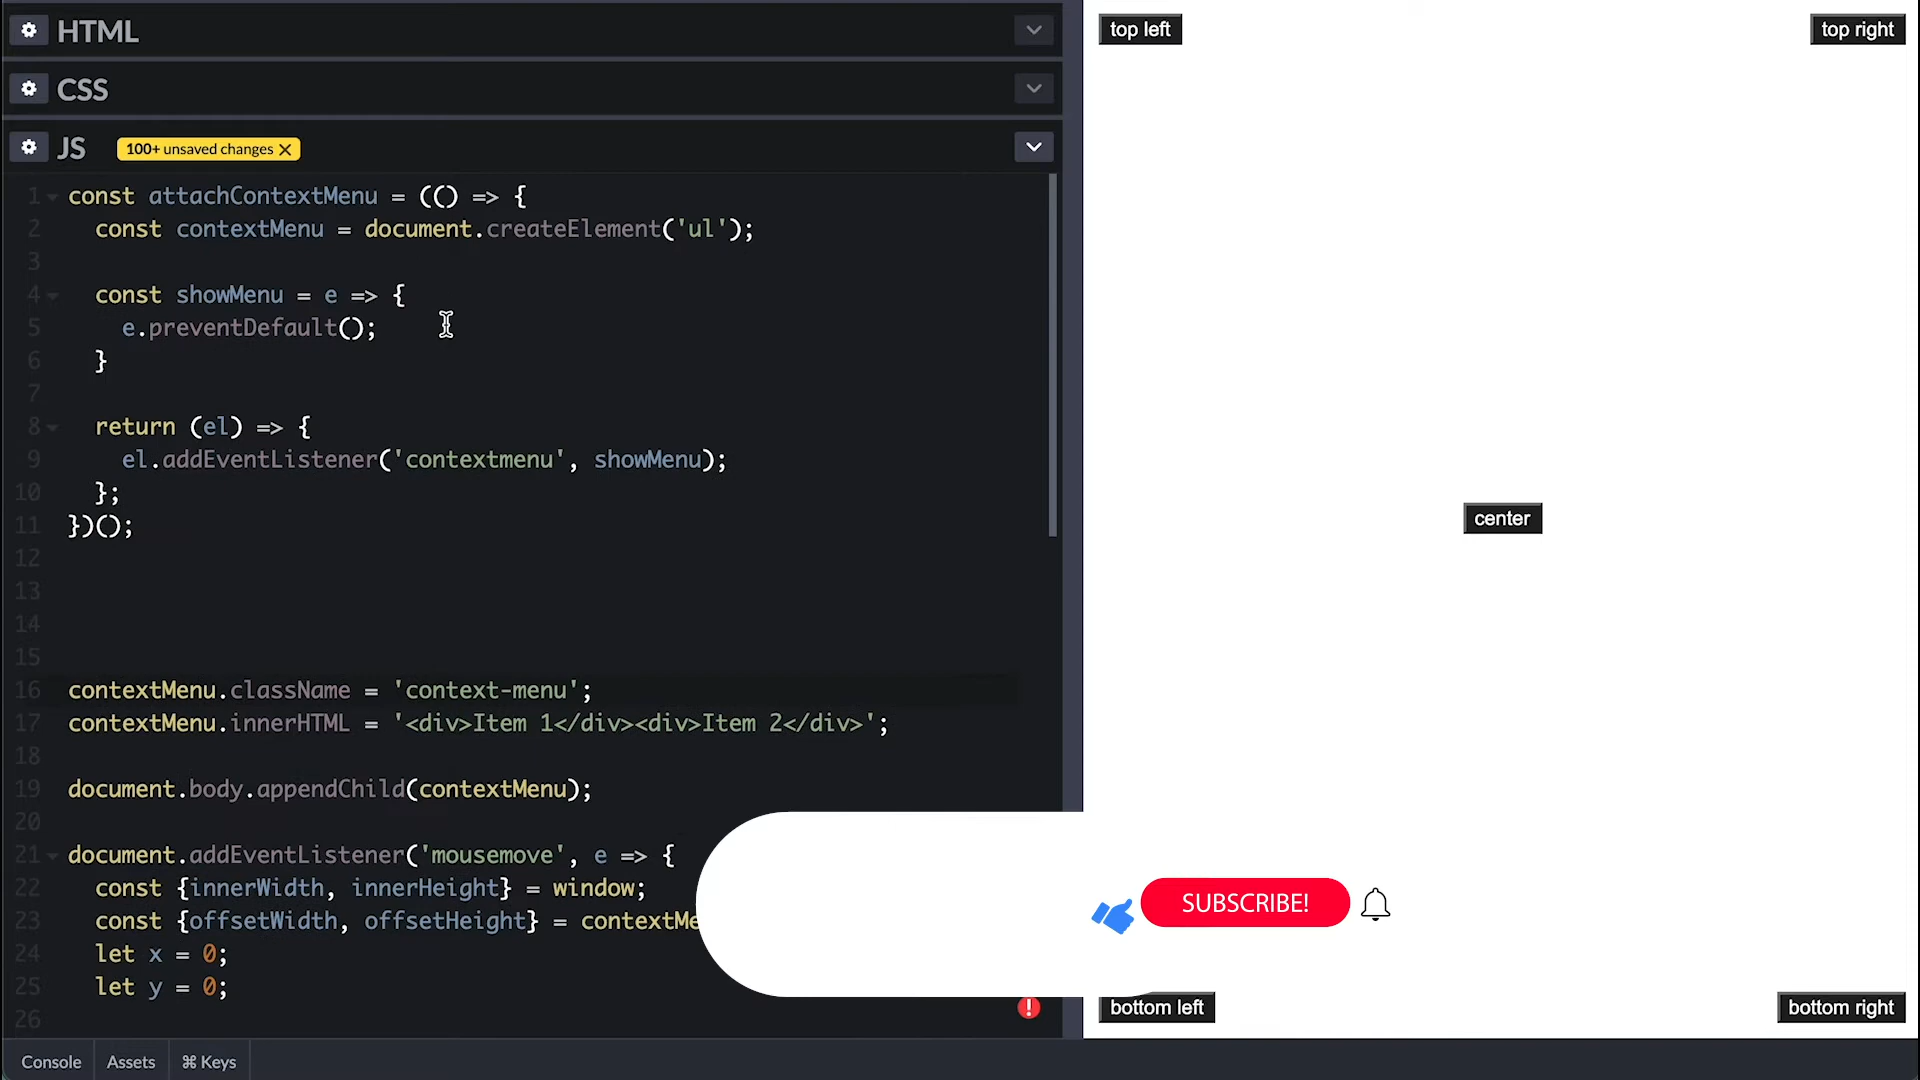 HTML
CSS
JS 100+ unsaved changes
1 const attachContextMenu = (() => {
2 const contextMenu = document.createElement('ul');
3
4 const showMenu = e => {
5 e.preventDefault();
6 }
7
8 return (el) => {
9 el.addEventListener('contextmenu', showMenu);
10 };
11 })();
12
13
14
15
16 contextMenu.className = 'context-menu';
17 contextMenu.innerHTML = '<div>Item 1</div><div>Item 2</div>';
18
19 document.body.appendChild(contextMenu);
20
21 document.addEventListener('mousemove', e => {
22 const {innerWidth, innerHeight} = window;
23 const {offsetWidth, offsetHeight} = contextMe
24 let x = 0;
25 let y = 0;
26
Console Assets ⌘ Keys
top left
top right
center
SUBSCRIBE!
bottom left
bottom right